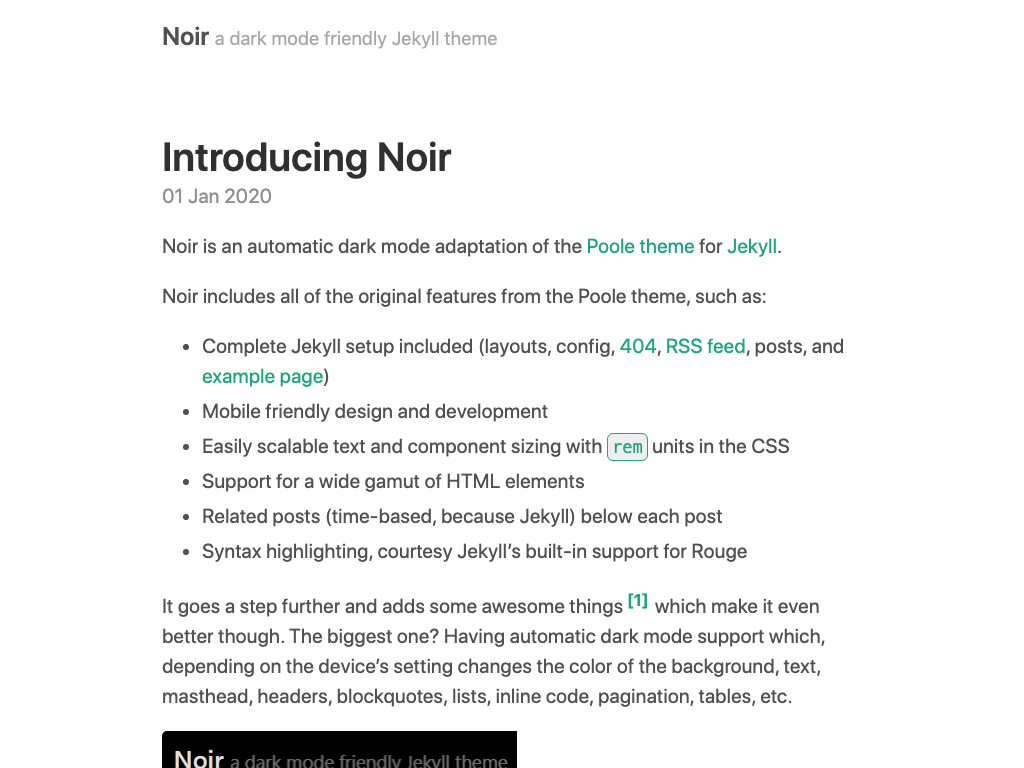 Noir a dark mode friendly Jekyll theme
Introducing Noir
01 Jan 2020
Noir is an automatic dark mode adaptation of the Poole theme for Jekyll.
Noir includes all of the original features from the Poole theme, such as:
• Complete Jekyll setup included (layouts, config, 404, RSS feed, posts, and
example page)
• Mobile friendly design and development
• Easily scalable text and component sizing with rem units in the CSS
• Support for a wide gamut of HTML elements
• Related posts (time-based, because Jekyll) below each post
• Syntax highlighting, courtesy Jekyll’s built-in support for Rouge
It goes a step further and adds some awesome things [1] which make it even
better though. The biggest one? Having automatic dark mode support which,
depending on the device’s setting changes the color of the background, text,
masthead, headers, blockquotes, lists, inline code, pagination, tables, etc.
Noir a dark mode friendly Jekyll theme